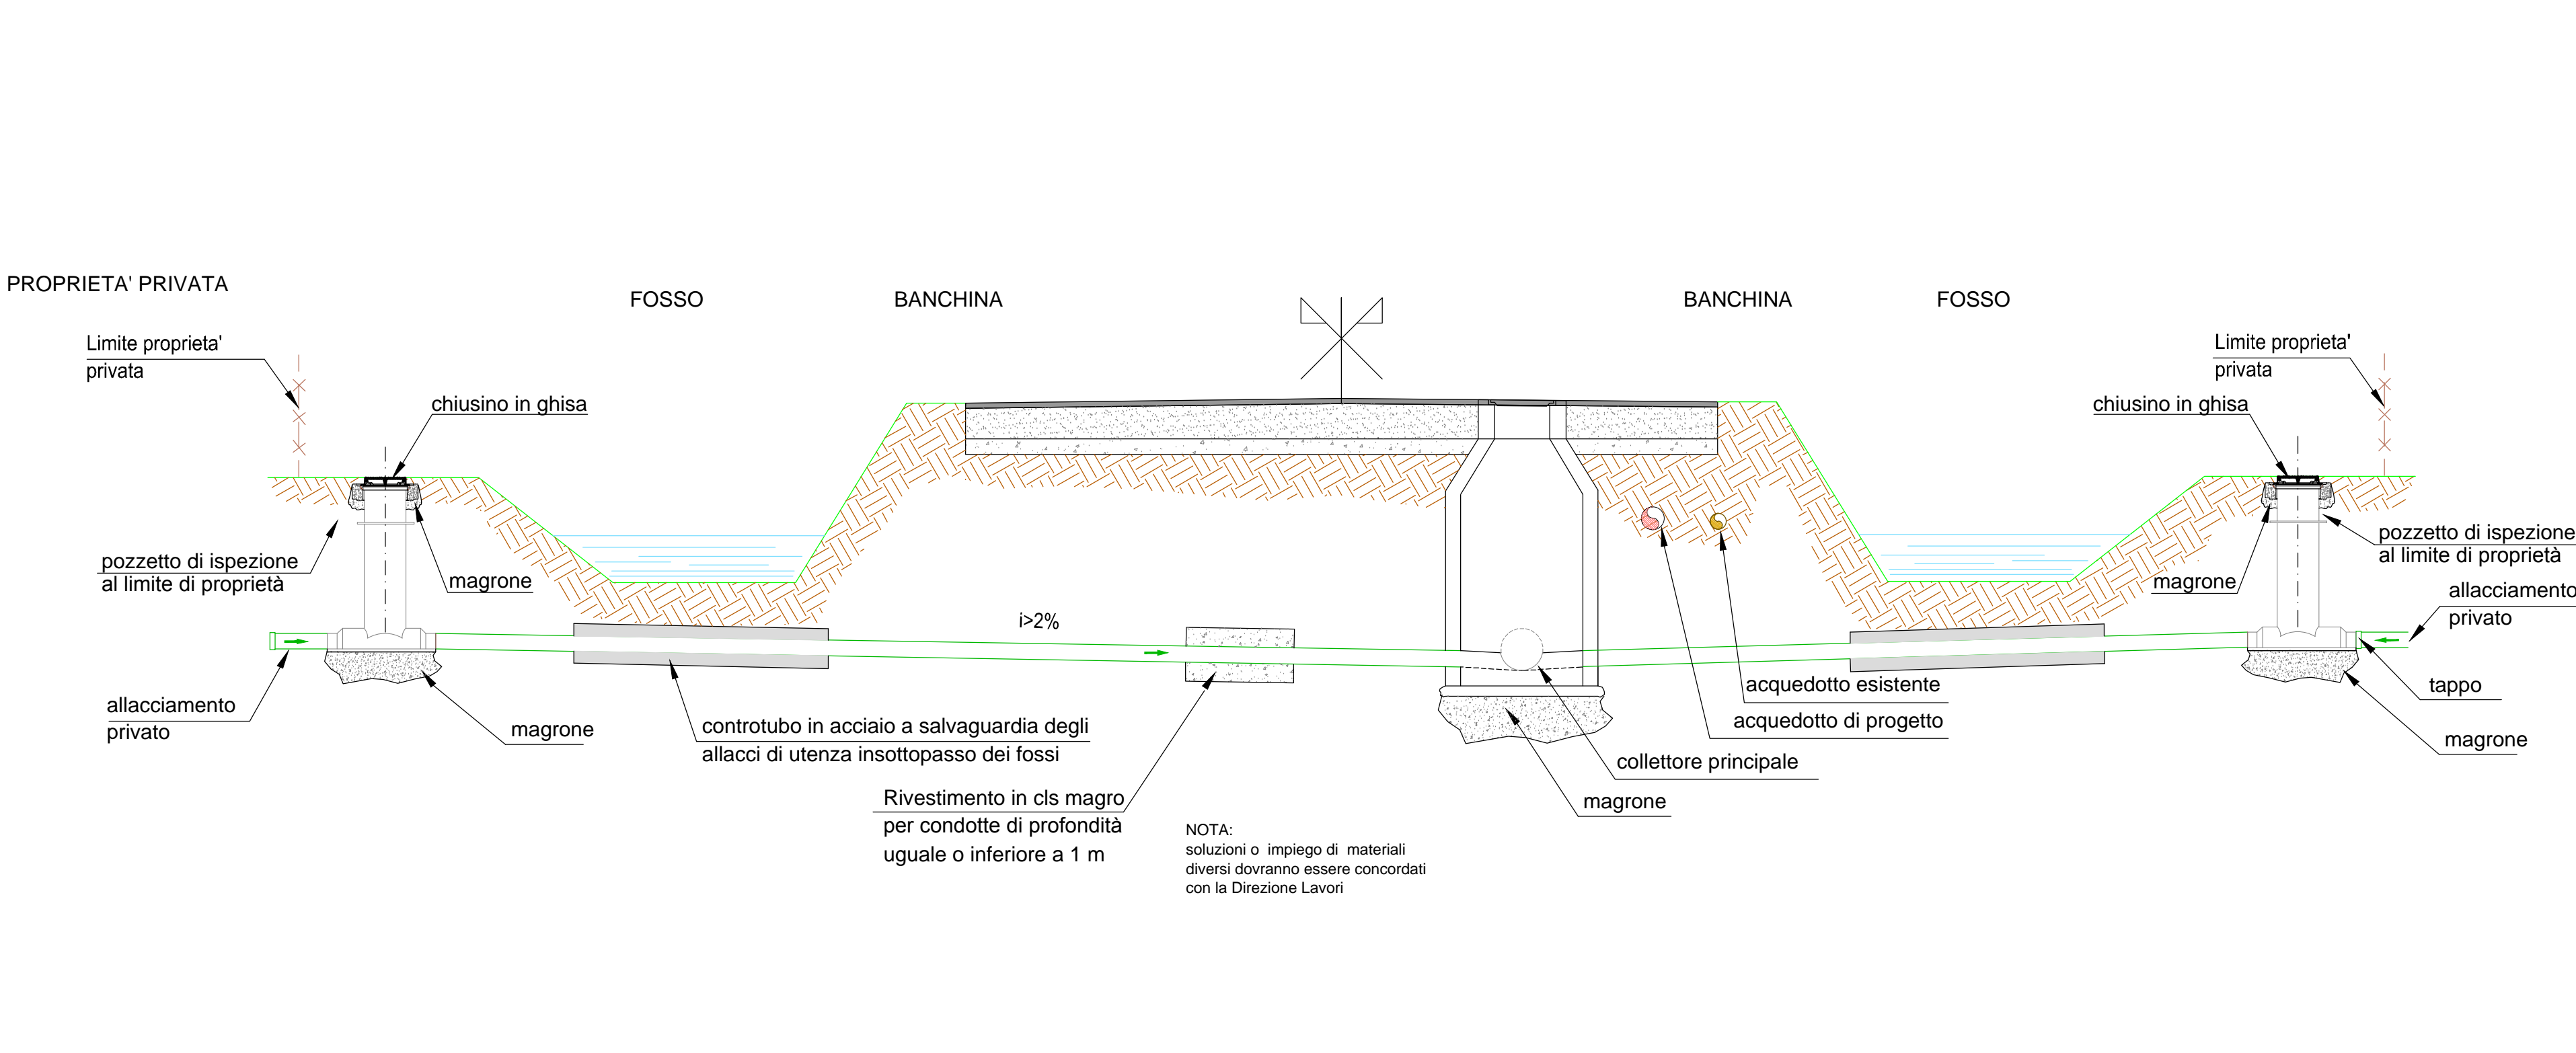 PROPRIETA' PRIVATA
FOSSO
BANCHINA
BANCHINA
FOSSO
Limite proprieta'
privata
Limite proprieta'
privata
chiusino in ghisa
chiusino in ghisa
pozzetto di ispezione
al limite di proprietà
magrone
pozzetto di ispezione
al limite di proprietà
magrone
allacciamento
privato
i>2%
allacciamento
privato
magrone
controtubo in acciaio a salvaguardia degli
allacci di utenza insottopasso dei fossi
acquedotto esistente
acquedotto di progetto
tappo
magrone
collettore principale
Rivestimento in cls magro
per condotte di profondità
uguale o inferiore a 1 m
magrone
NOTA:
soluzioni o impiego di materiali
diversi dovranno essere concordati
con la Direzione Lavori